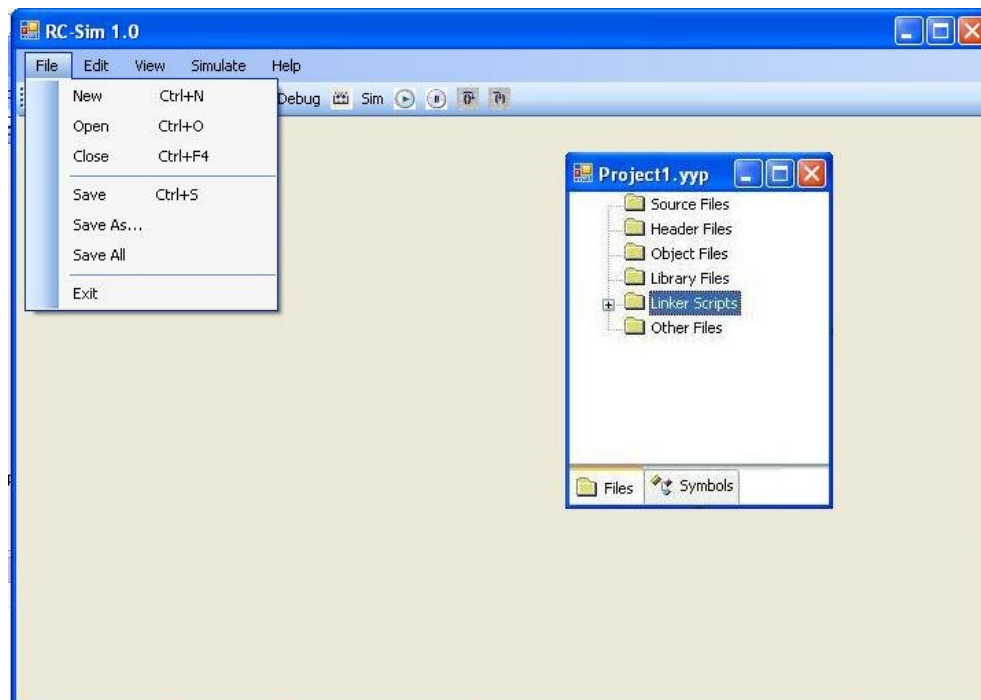 RC-Sim 1.0
File Edit View Simulate Help
Debug Sim
New Ctrl+N
Open Ctrl+O
Close Ctrl+F4
Save Ctrl+S
Save As...
Save All
Exit
Project1.yyp
Source Files
Header Files
Object Files
Library Files
Linker Scripts
Other Files
Files Symbols